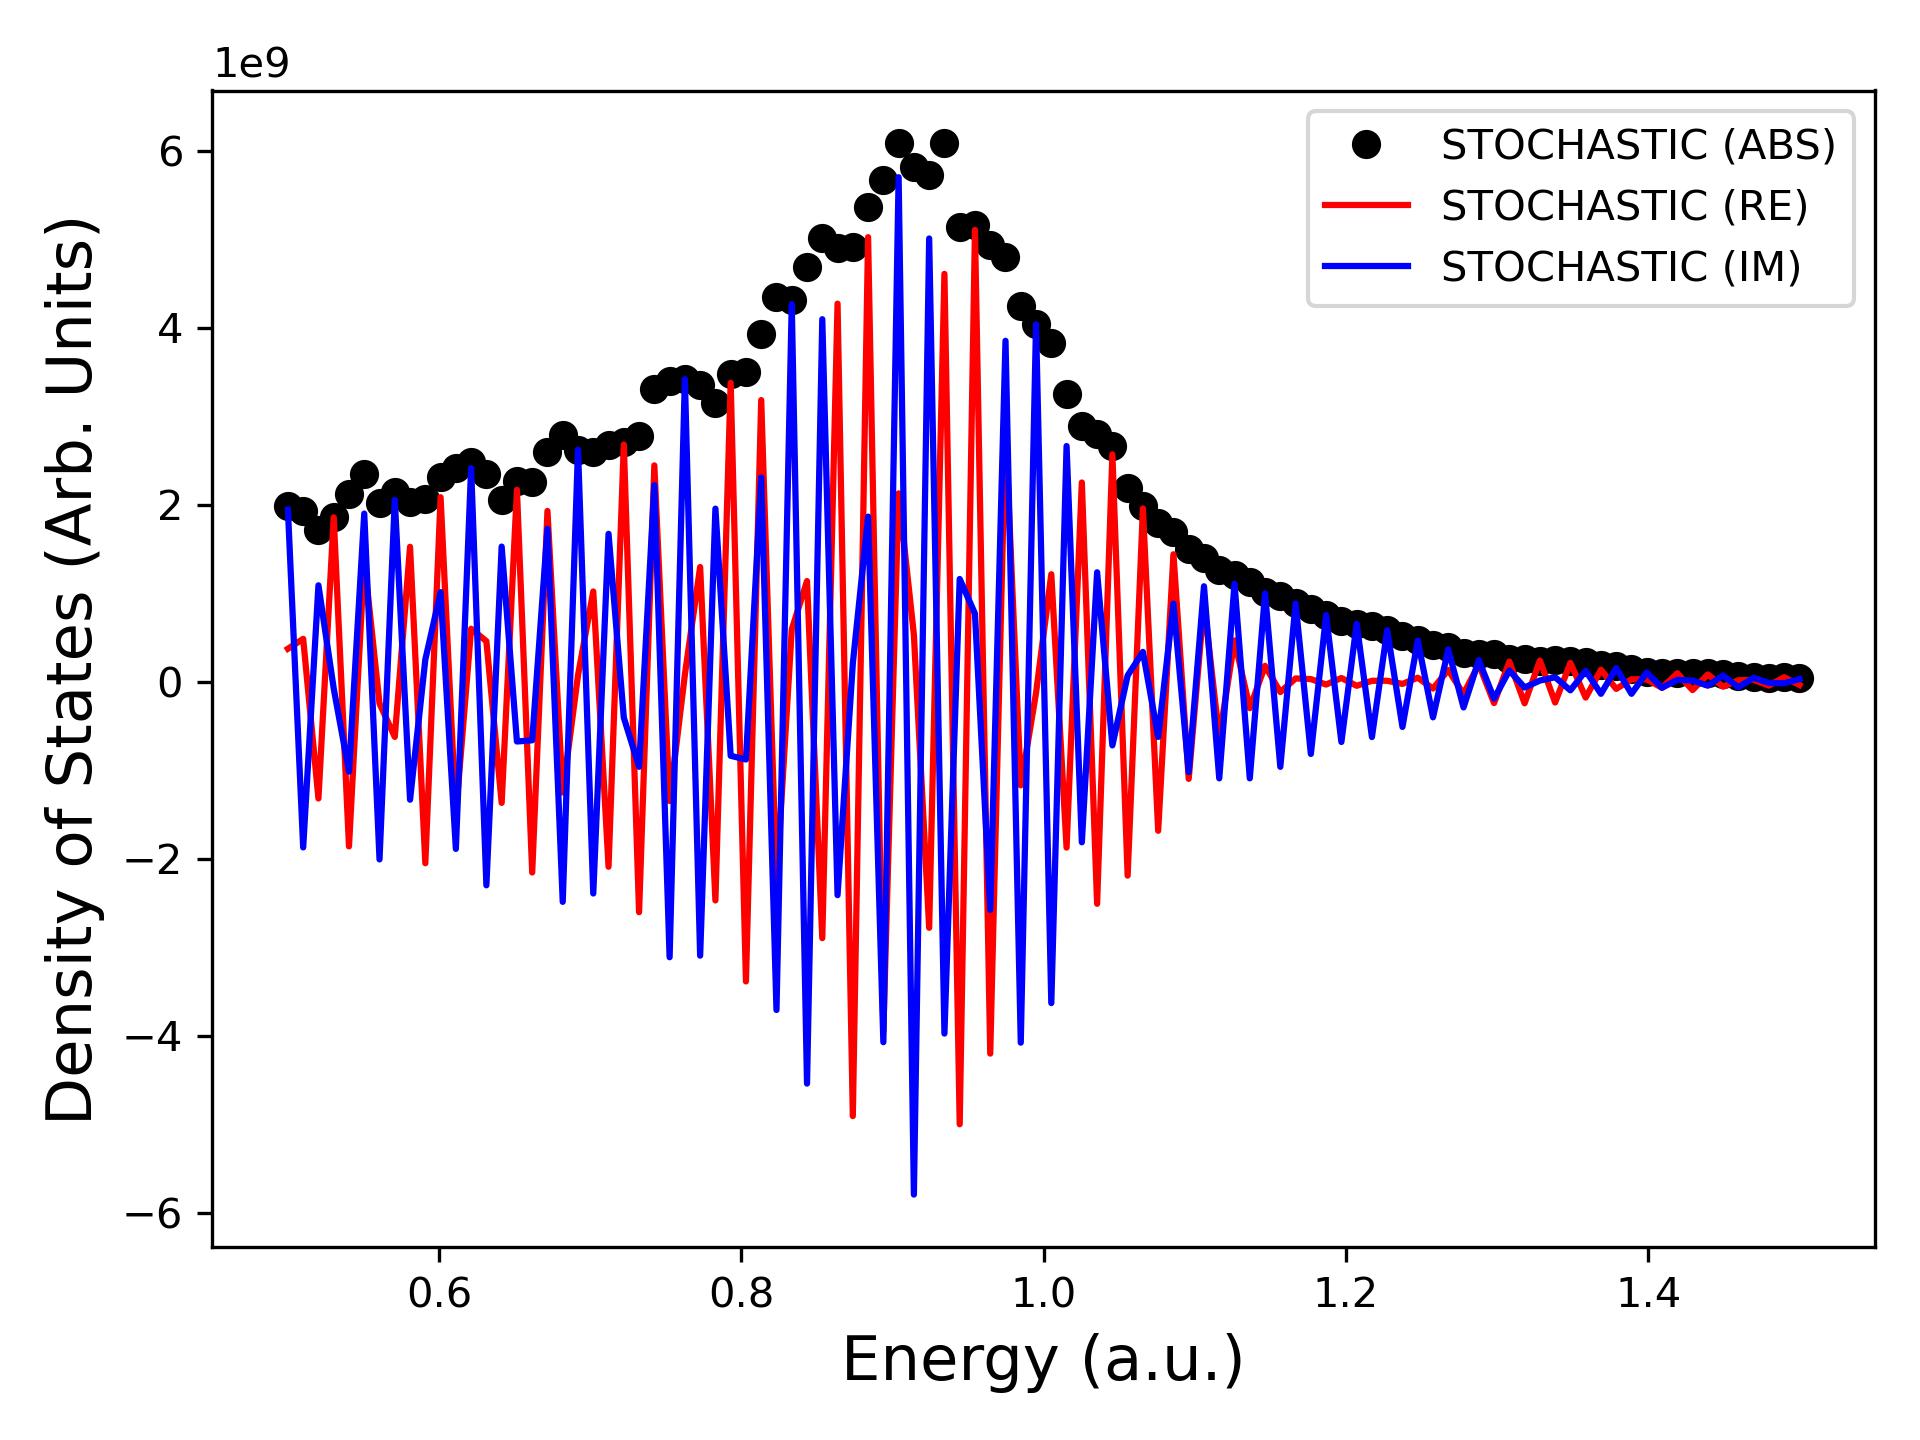 1e9
STOCHASTIC (ABS)
STOCHASTIC (RE)
STOCHASTIC (IM)
6
4
2
0
−2
−4
−6
Density of States (Arb. Units)
0.6 0.8 1.0 1.2 1.4
Energy (a.u.)